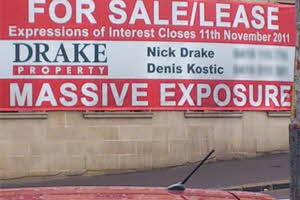 FOR SALE/LEASE
Expressions of Interest Closes 11th November 2011
DRAKE
PROPERTY
Nick Drake
Denis Kostic
MASSIVE EXPOSURE